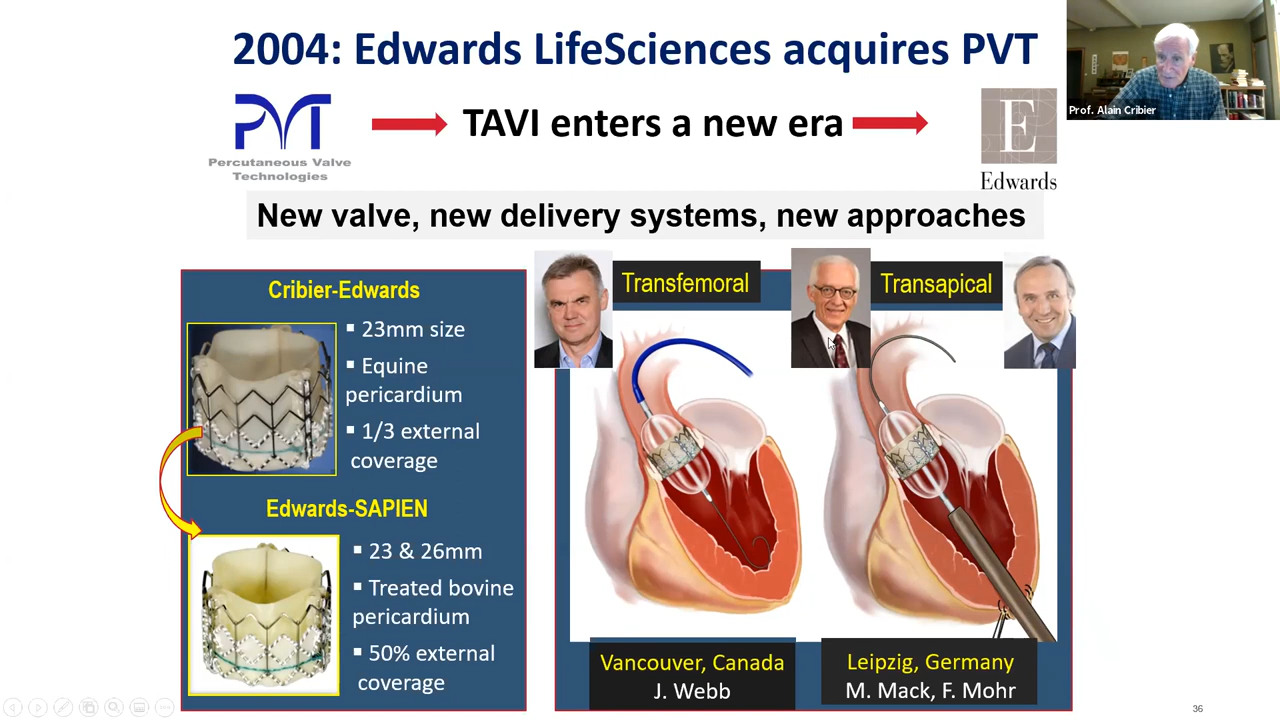 2004: Edwards LifeSciences acquires PVT
Prof. Alain Cribier
PVT
Percutaneous Valve
Technologies
TAVI enters a new era
E
Edwards
New valve, new delivery systems, new approaches
Cribier-Edwards
▪ 23mm size
▪ Equine
pericardium
▪ 1/3 external
coverage
Edwards-SAPIEN
▪ 23 & 26mm
▪ Treated bovine
pericardium
▪ 50% external
coverage
Transfemoral
Transapical
Vancouver, Canada
J. Webb
Leipzig, Germany
M. Mack, F. Mohr
36